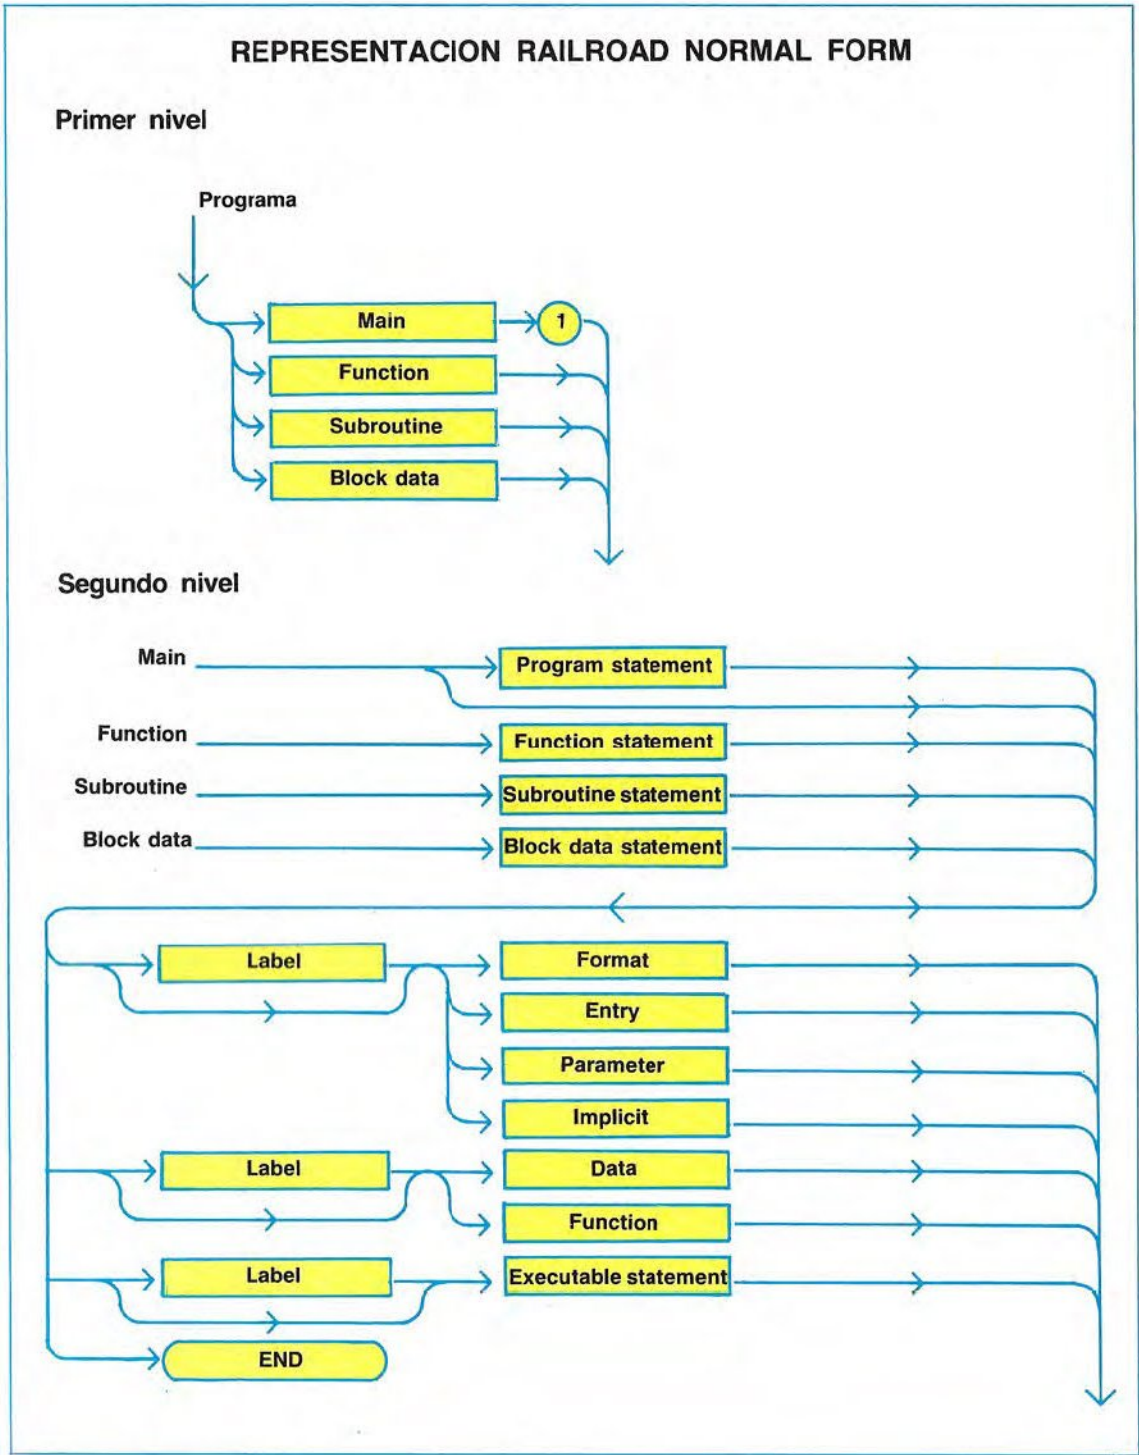 REPRESENTACION RAILROAD NORMAL FORM
Primer nivel
Programa
Main
1
Function
Subroutine
Block data
Segundo nivel
Main
Program statement
Function
Function statement
Subroutine
Subroutine statement
Block data
Block data statement
Label
Format
Entry
Parameter
Implicit
Label
Data
Function
Label
Executable statement
END